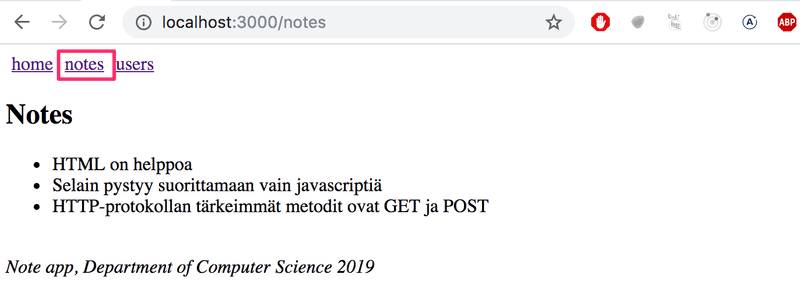 localhost:3000/notes
ABP
home notes users
Notes
HTML on helppoa
Selain pystyy suorittamaan vain javascriptiä
HTTP-protokollan tärkeimmät metodit ovat GET ja POST
Note app, Department of Computer Science 2019